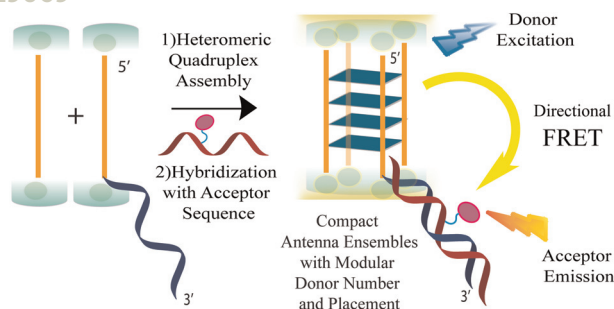 5'
+
5'
3'
1)Heteromeric
Quadruplex
Assembly
2)Hybridization
with Acceptor
Sequence
5'
Donor
Excitation
Directional
FRET
Compact
Antenna Ensembles
with Modular
Donor Number
and Placement
3'
Acceptor
Emission